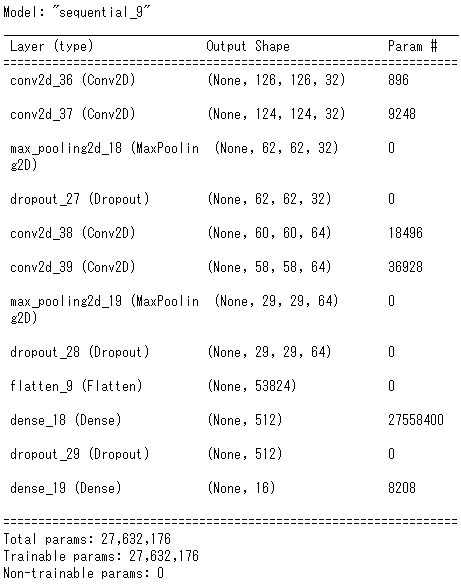 Model: "sequential_9"
Layer (type) Output Shape Param #
conv2d_36 (Conv2D) (None, 126, 126, 32) 896
conv2d_37 (Conv2D) (None, 124, 124, 32) 9248
max_pooling2d_18 (MaxPoolin (None, 62, 62, 32) 0
g2D)
dropout_27 (Dropout) (None, 62, 62, 32) 0
conv2d_38 (Conv2D) (None, 60, 60, 64) 18496
conv2d_39 (Conv2D) (None, 58, 58, 64) 36928
max_pooling2d_19 (MaxPoolin (None, 29, 29, 64) 0
g2D)
dropout_28 (Dropout) (None, 29, 29, 64) 0
flatten_9 (Flatten) (None, 53824) 0
dense_18 (Dense) (None, 512) 27558400
dropout_29 (Dropout) (None, 512) 0
dense_19 (Dense) (None, 16) 8208
Total params: 27,632,176
Trainable params: 27,632,176
Non-trainable params: 0